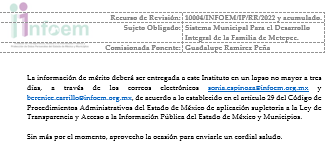 infoem
Recurso de Revisión: 10004/INFOEM/IP/RR/2022 y acumulado.
Sujeto Obligado: Sistema Municipal Para el Desarrollo
Integral de la Familia de Metepec.
Comisionada Ponente: Guadalupe Ramírez Peña
La información de mérito deberá ser entregada a este Instituto en un lapso no mayor a tres
días, a través de los correos electrónicos sonia.espinoza@infoem.org.mx y
berenice.carrillo@infoem.org.mx, de acuerdo a lo establecido en el artículo 29 del Código de
Procedimientos Administrativos del Estado de México de aplicación supletoria a la Ley de
Transparencia y Acceso a la Información Pública del Estado de México y Municipios.
Sin más por el momento, aprovecho la ocasión para enviarle un cordial saludo.